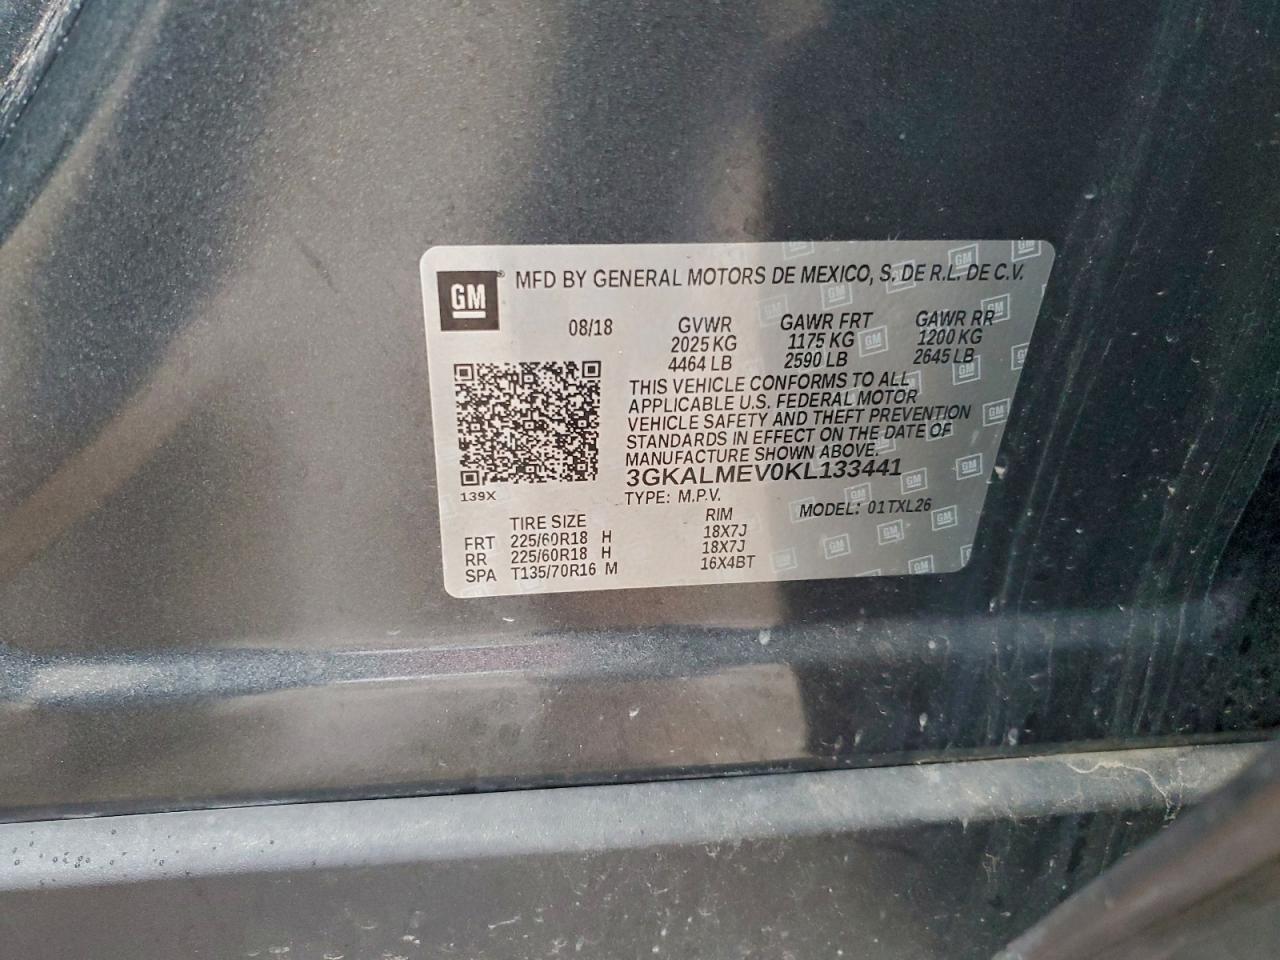 GM ® MFD BY GENERAL MOTORS DE MEXICO, S. DE R.L. DE C.V.
08/18 GVWR GAWR FRT GAWR RR
2025 KG 1175 KG 1200 KG
4464 LB 2590 LB 2645 LB
THIS VEHICLE CONFORMS TO ALL
APPLICABLE U.S. FEDERAL MOTOR
VEHICLE SAFETY AND THEFT PREVENTION
STANDARDS IN EFFECT ON THE DATE OF
MANUFACTURE SHOWN ABOVE.
3GKALMEV0KL133441
139X TYPE: M.P.V. MODEL: 01TXL26
TIRE SIZE RIM
FRT 225/60R18 H 18X7J
RR 225/60R18 H 18X7J
SPA T135/70R16 M 16X4BT